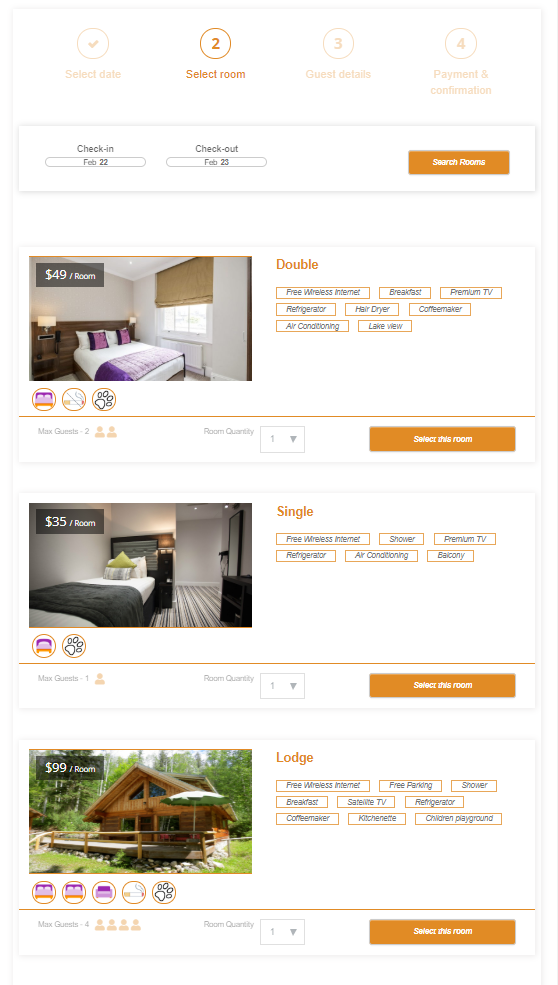 2
3
4
Select date
Select room
Guest details
Payment &
confirmation
Check-in
Check-out
Feb 22
Feb 23
Search Rooms
$49 / Room
Double
Free Wireless Internet
Breakfast
Premium TV
Refrigerator
Hair Dryer
Coffeemaker
Air Conditioning
Lake view
Max Guests - 2
Room Quantity
1
Select this room
$35 / Room
Single
Free Wireless Internet
Shower
Premium TV
Refrigerator
Air Conditioning
Balcony
Max Guests - 1
Room Quantity
1
Select this room
$99 / Room
Lodge
Free Wireless Internet
Free Parking
Shower
Breakfast
Satellite TV
Refrigerator
Coffeemaker
Kitchenette
Children playground
Max Guests - 4
Room Quantity
1
Select this room